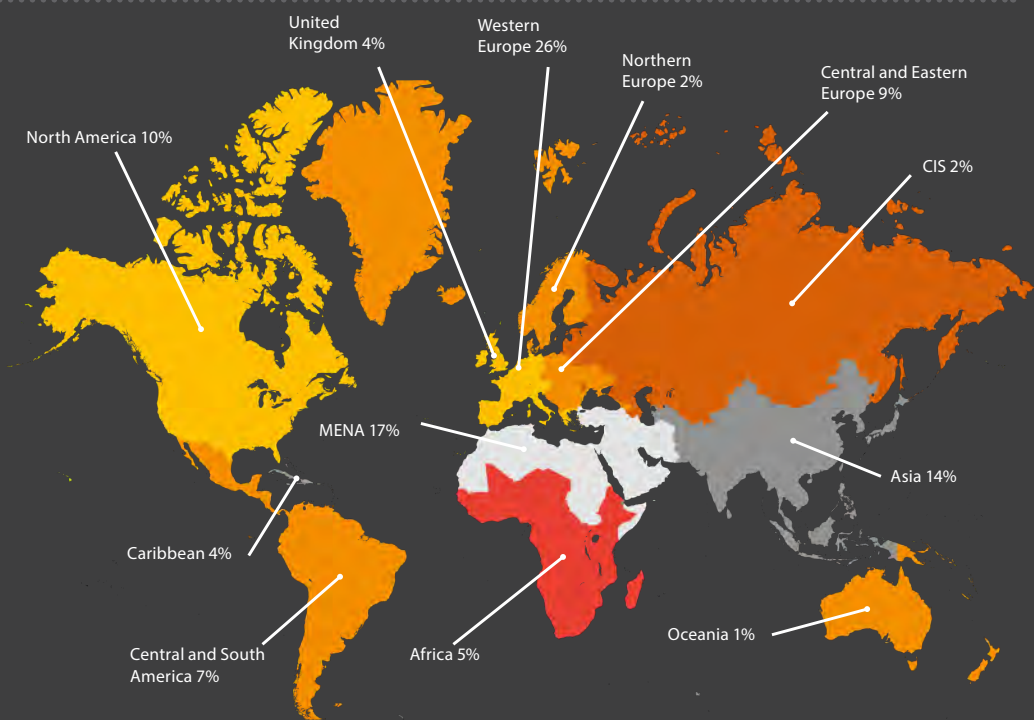 United
Kingdom 4%
Western
Europe 26%
Northern
Europe 2%
Central and Eastern
Europe 9%
North America 10%
CIS 2%
MENA 17%
Asia 14%
Caribbean 4%
Oceania 1%
Central and South
America 7%
Africa 5%